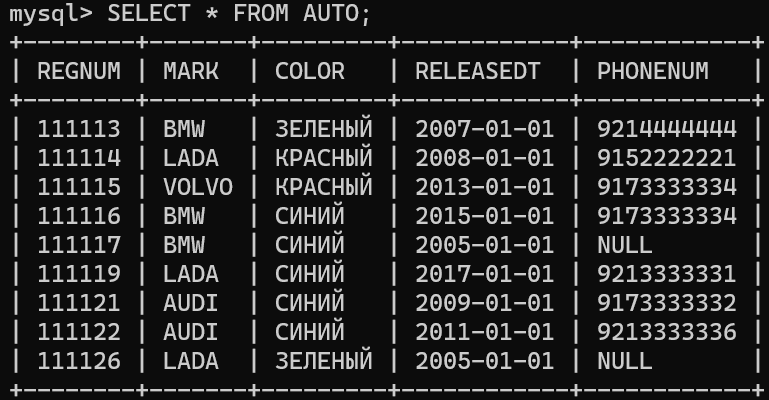 mysql> SELECT * FROM AUTO;
+--------+-------+---------+------------+------------+
| REGNUM | MARK | COLOR | RELEASEDT | PHONENUM |
+--------+-------+---------+------------+------------+
| 111113 | BMW | ЗЕЛЕНЫЙ | 2007-01-01 | 9214444444 |
| 111114 | LADA | КРАСНЫЙ | 2008-01-01 | 9152222221 |
| 111115 | VOLVO | КРАСНЫЙ | 2013-01-01 | 9173333334 |
| 111116 | BMW | СИНИЙ | 2015-01-01 | 9173333334 |
| 111117 | BMW | СИНИЙ | 2005-01-01 | NULL |
| 111119 | LADA | СИНИЙ | 2017-01-01 | 9213333331 |
| 111121 | AUDI | СИНИЙ | 2009-01-01 | 9173333332 |
| 111122 | AUDI | СИНИЙ | 2011-01-01 | 9213333336 |
| 111126 | LADA | ЗЕЛЕНЫЙ | 2005-01-01 | NULL |
+--------+-------+---------+------------+------------+